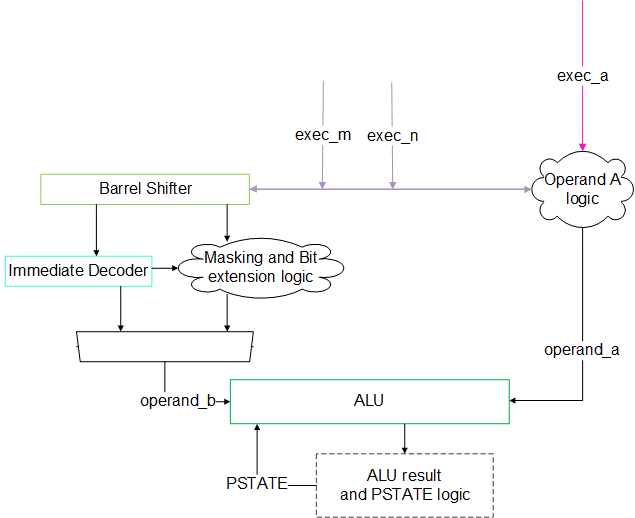 exec_a
exec_m
exec_n
Barrel Shifter
Operand A
logic
Immediate Decoder
Masking and Bit
extension logic
operand_a
operand_b
ALU
PSTATE
ALU result
and PSTATE logic